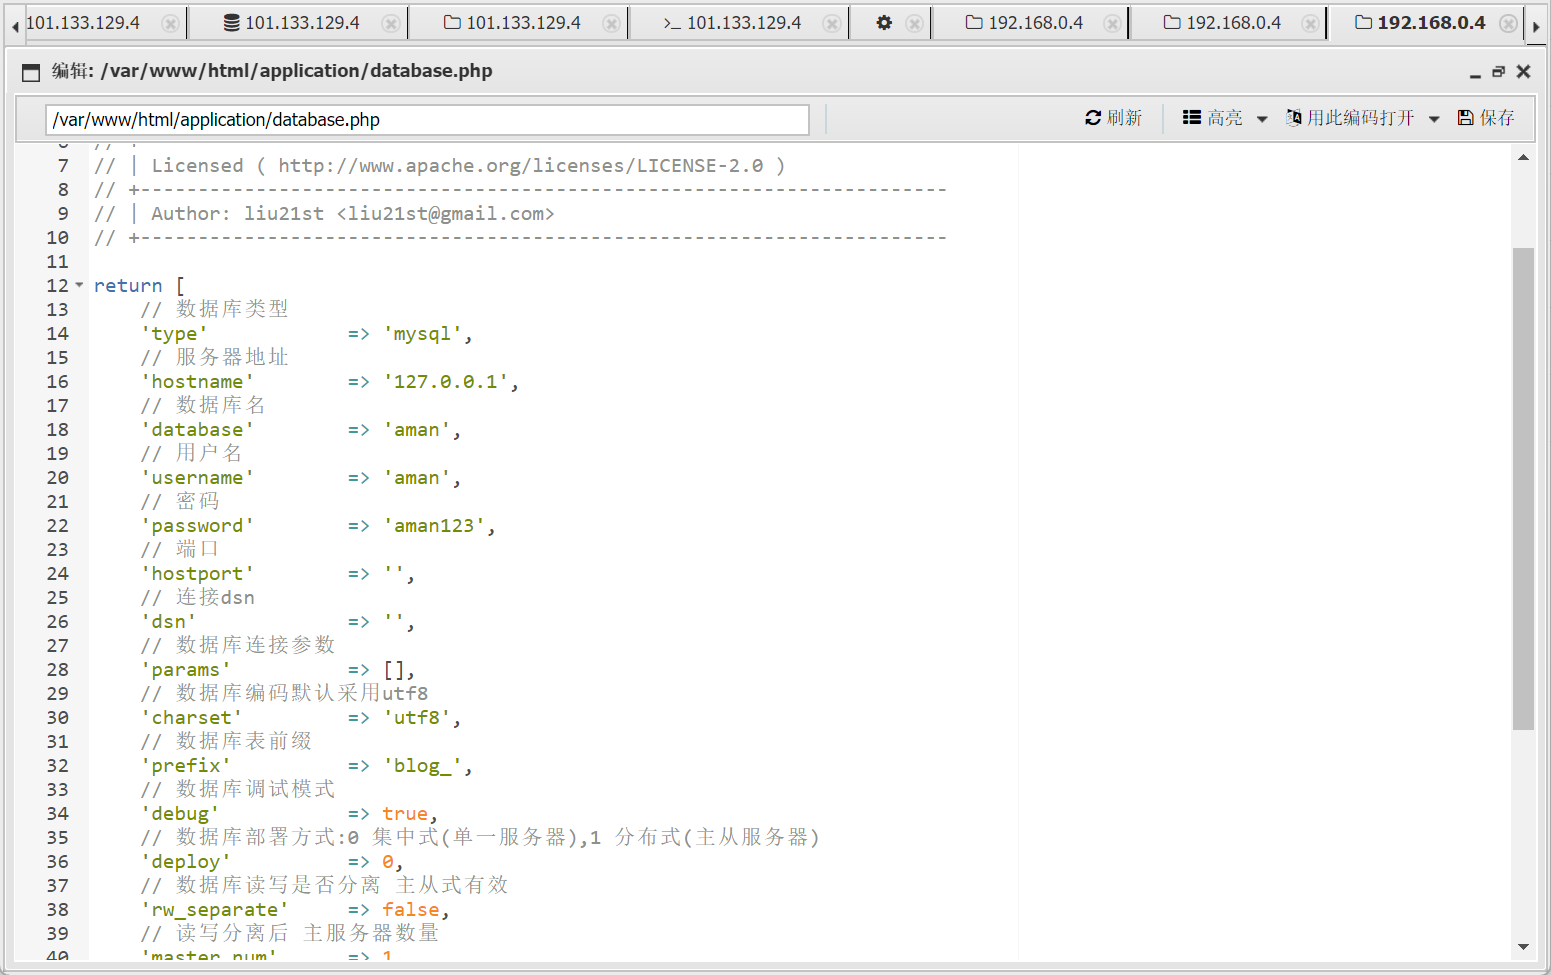 101.133.129.4 101.133.129.4 101.133.129.4 >_ 101.133.129.4 192.168.0.4 192.168.0.4 192.168.0.4
编辑: /var/www/html/application/database.php
/var/www/html/application/database.php 刷新 高亮 用此编码打开 保存
7 // | Licensed ( http://www.apache.org/licenses/LICENSE-2.0 )
8 // +----------------------------------------------------------------------
9 // | Author: liu21st <liu21st@gmail.com>
10 // +----------------------------------------------------------------------
11
12 return [
13 // 数据库类型
14 'type' => 'mysql',
15 // 服务器地址
16 'hostname' => '127.0.0.1',
17 // 数据库名
18 'database' => 'aman',
19 // 用户名
20 'username' => 'aman',
21 // 密码
22 'password' => 'aman123',
23 // 端口
24 'hostport' => '',
25 // 连接dsn
26 'dsn' => '',
27 // 数据库连接参数
28 'params' => [],
29 // 数据库编码默认采用utf8
30 'charset' => 'utf8',
31 // 数据库表前缀
32 'prefix' => 'blog_',
33 // 数据库调试模式
34 'debug' => true,
35 // 数据库部署方式:0 集中式(单一服务器),1 分布式(主从服务器)
36 'deploy' => 0,
37 // 数据库读写是否分离 主从式有效
38 'rw_separate' => false,
39 // 读写分离后 主服务器数量
40 'master_num' => 1